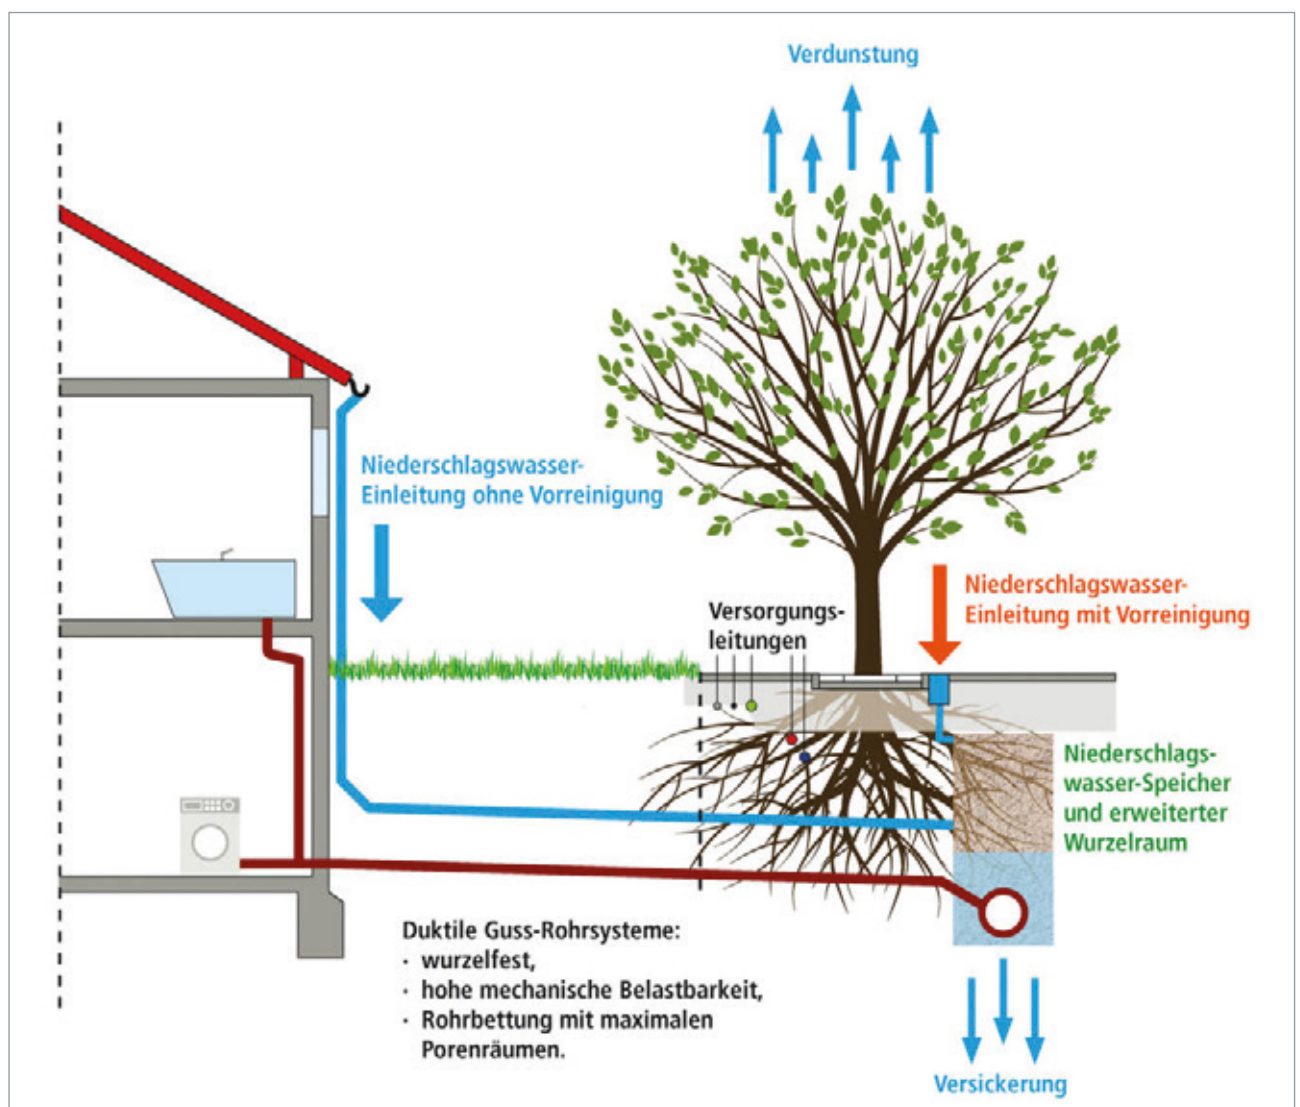 Verdunstung
Niederschlagswasser-
Einleitung ohne Vorreinigung
Versorgungs-
leitungen
Niederschlagswasser-
Einleitung mit Vorreinigung
Niederschlags-
wasser-Speicher
und erweiterter
Wurzelraum
Duktile Guss-Rohrsysteme:
· wurzelfest,
· hohe mechanische Belastbarkeit,
· Rohrbettung mit maximalen
Porenräumen.
Versickerung